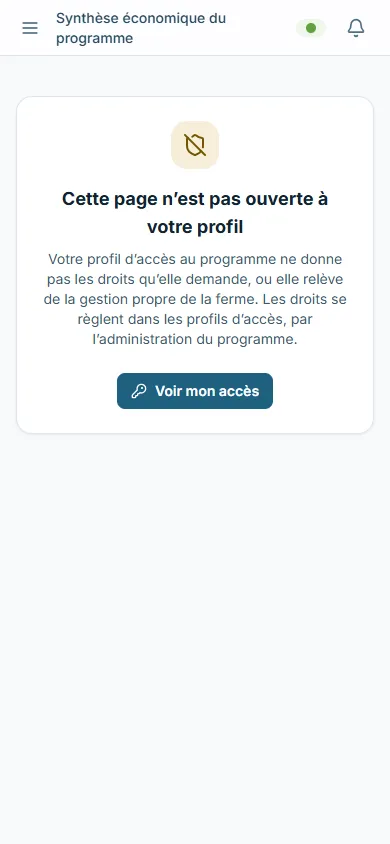 Synthèse économique du
programme
Cette page n’est pas ouverte à
votre profil
Votre profil d’accès au programme ne donne
pas les droits qu’elle demande, ou elle relève
de la gestion propre de la ferme. Les droits se
règlent dans les profils d’accès, par
l’administration du programme.
Voir mon accès